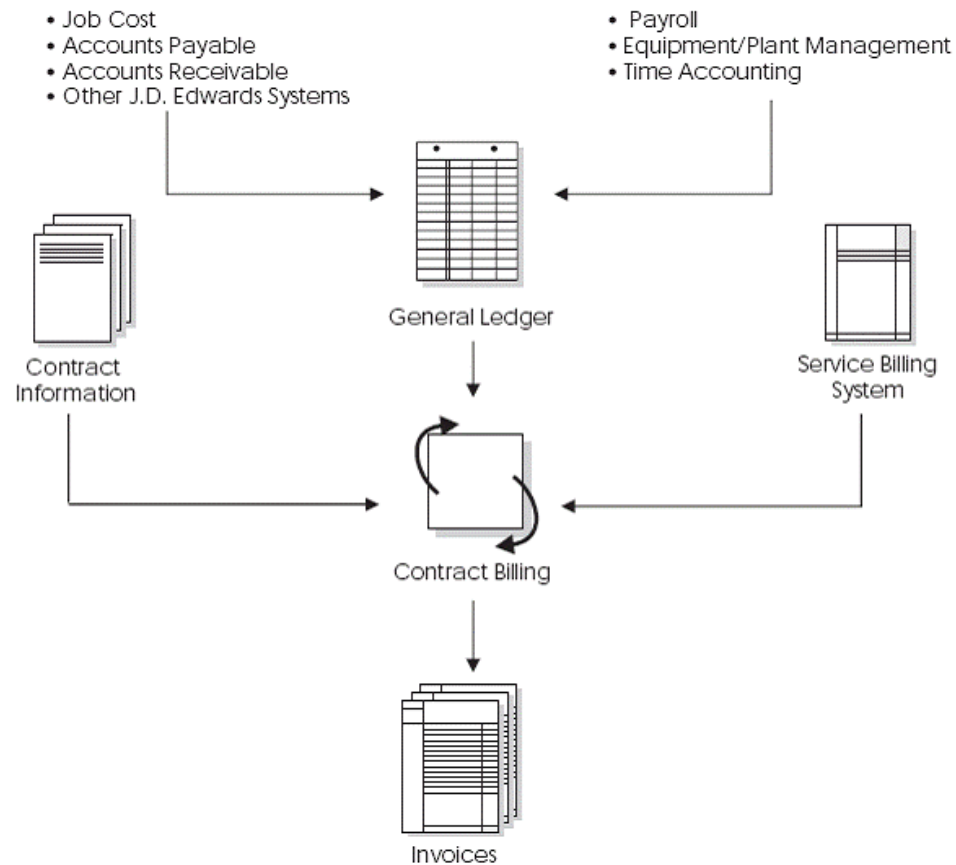 • Job Cost
• Accounts Payable
• Accounts Receivable
• Other J.D. Edwards Systems
• Payroll
• Equipment/Plant Management
• Time Accounting
General Ledger
Contract
Information
Service Billing
System
Contract Billing
Invoices